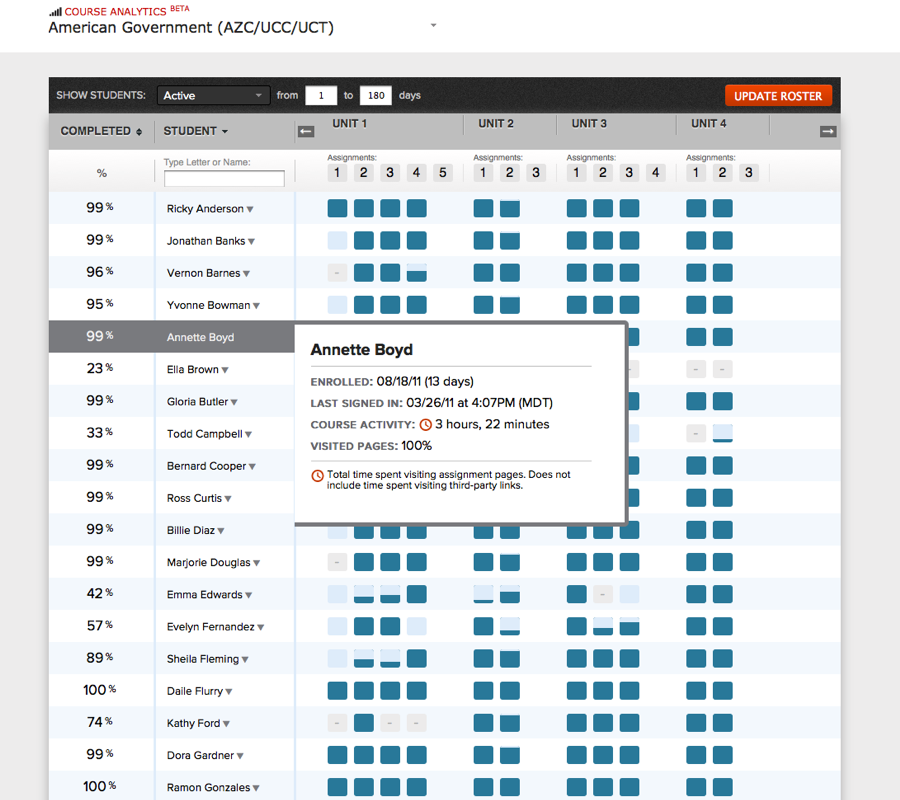 COURSE ANALYTICS BETA
American Government (AZC/UCC/UCT)
SHOW STUDENTS: Active from 1 to 180 days UPDATE ROSTER
COMPLETED STUDENT UNIT 1 UNIT 2 UNIT 3 UNIT 4
% Type Letter or Name: Assignments: Assignments: Assignments: Assignments:
1 2 3 4 5 1 2 3 1 2 3 4 1 2 3
99% Ricky Anderson
99% Jonathan Banks
96% Vernon Barnes -
95% Yvonne Bowman
99% Annette Boyd
23% Ella Brown - - -
99% Gloria Butler
33% Todd Campbell -
99% Bernard Cooper
99% Ross Curtis
99% Billie Diaz
99% Marjorie Douglas -
42% Emma Edwards -
57% Evelyn Fernandez
89% Sheila Fleming
100% Daile Flurry
74% Kathy Ford - - -
99% Dora Gardner
100% Ramon Gonzales
Annette Boyd
ENROLLED: 08/18/11 (13 days)
LAST SIGNED IN: 03/26/11 at 4:07PM (MDT)
COURSE ACTIVITY: 3 hours, 22 minutes
VISITED PAGES: 100%
Total time spent visiting assignment pages. Does not
include time spent visiting third-party links.